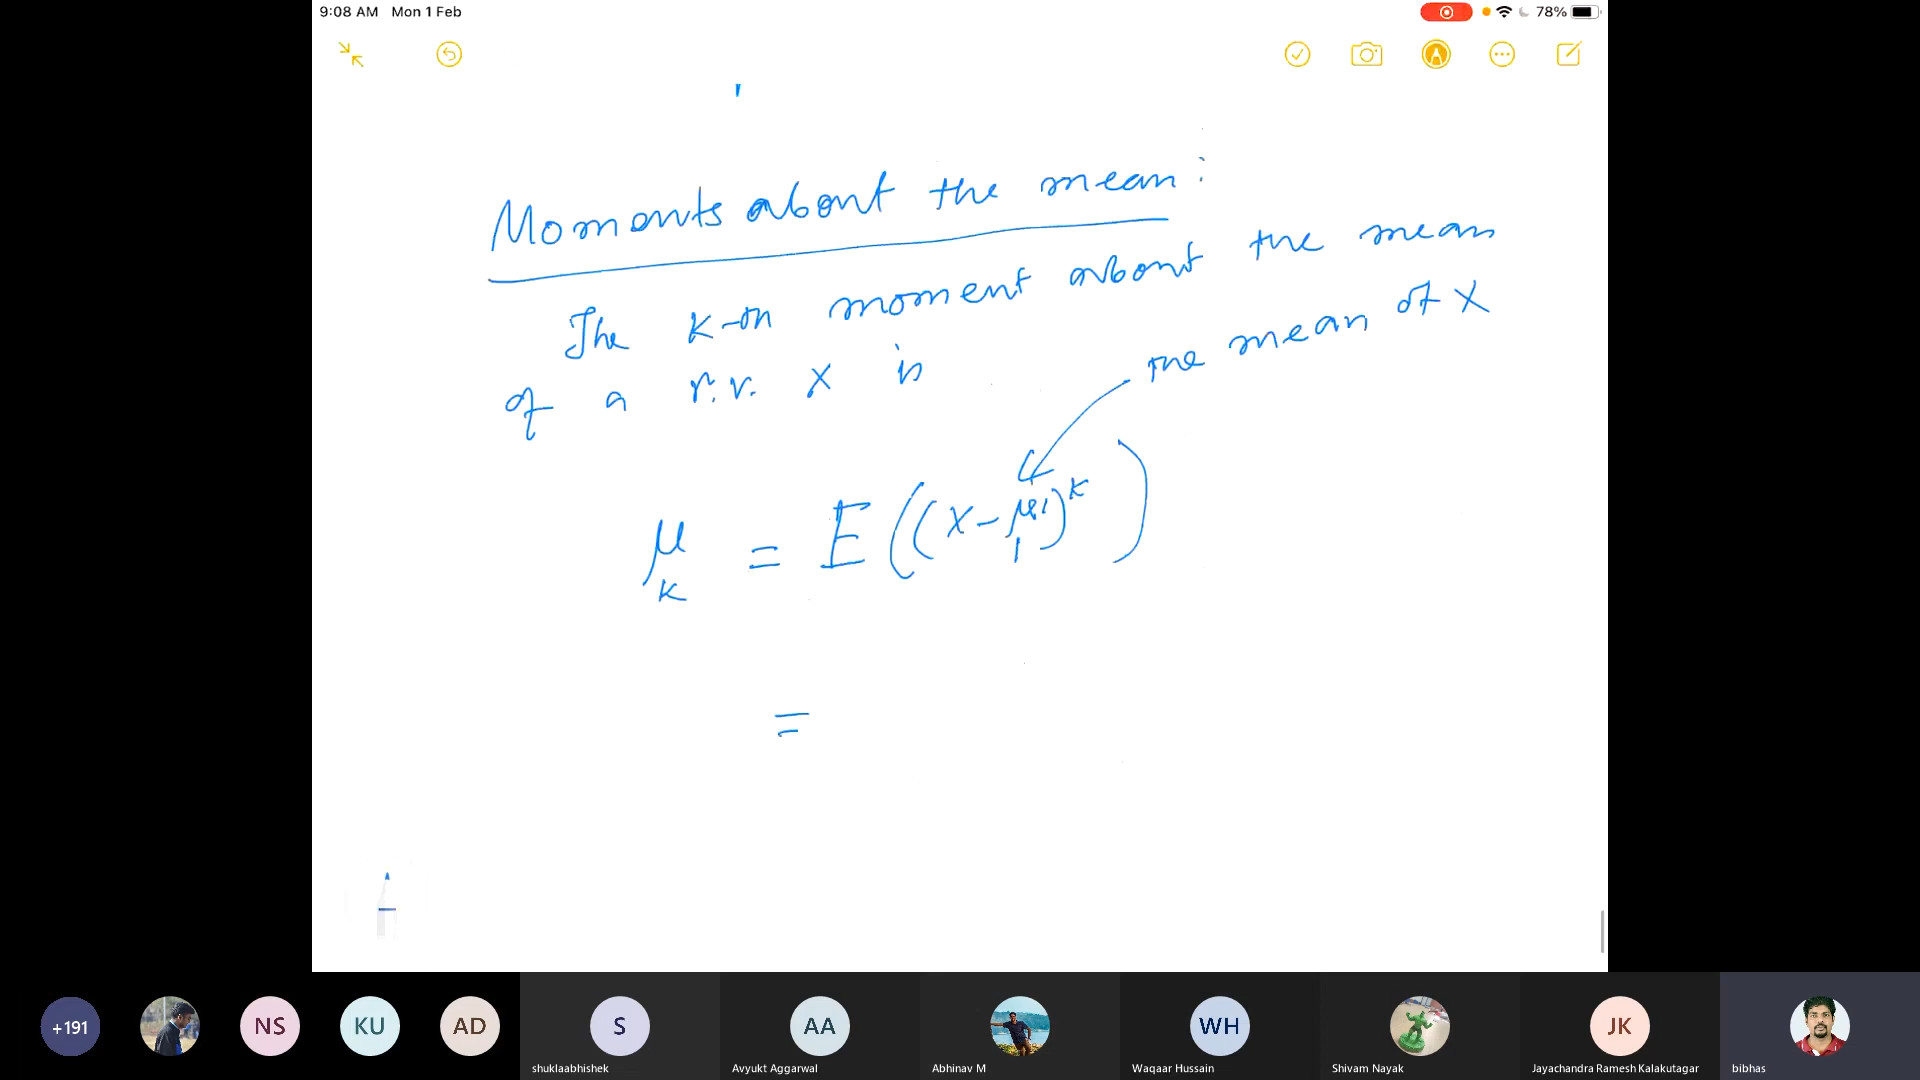 9:08 AM Mon 1 Feb
78%
Moments about the mean:
The k-th moment about the mean
of a r.v. X is
the mean of X
μ_k = E((X-μ'_1)^k)
=
+191
NS
KU
AD
S
AA
WH
JK
shuklaabhishek
Avyukt Aggarwal
Abhinav M
Waqaar Hussain
Shivam Nayak
Jayachandra Ramesh Kalakutagar
bibhas